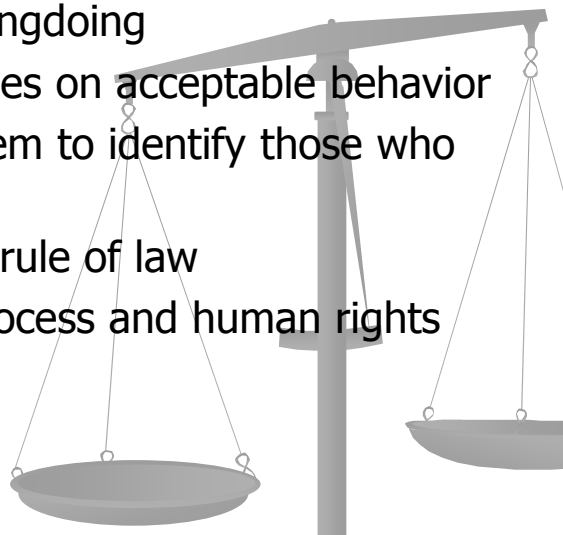 ngdoing
es on acceptable behavior
em to identify those who
rule of law
ocess and human rights